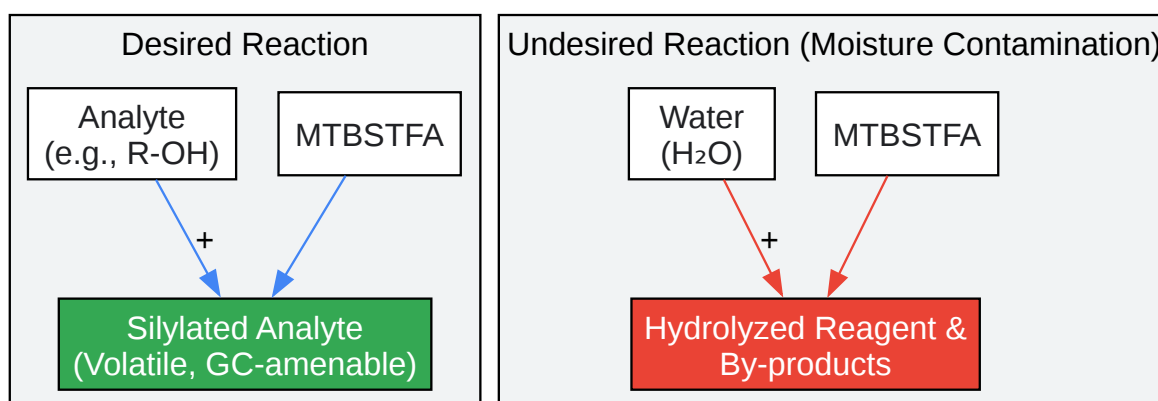 Desired Reaction
Analyte
(e.g., R-OH)
MTBSTFA
+
Silylated Analyte
(Volatile, GC-amenable)
Undesired Reaction (Moisture Contamination)
Water
(H₂O)
MTBSTFA
+
Hydrolyzed Reagent &
By-products